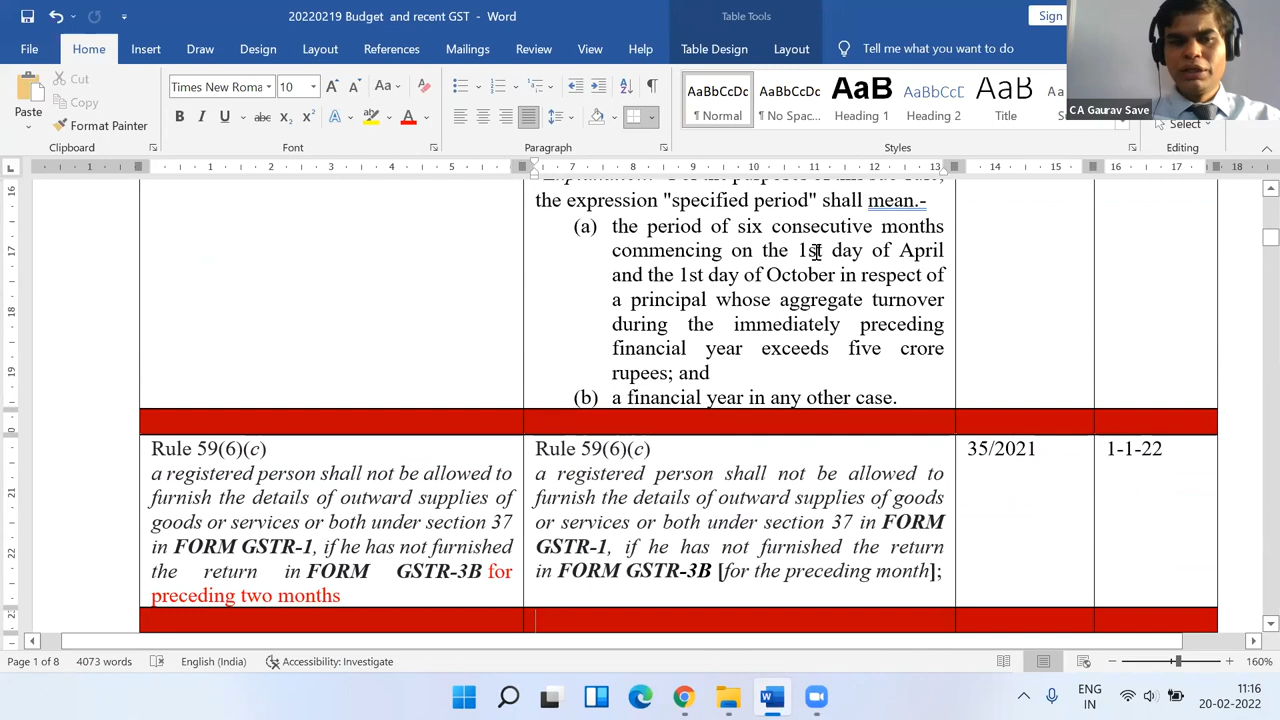 20220219 Budget and recent GST - Word
Table Tools
Sign
File Home Insert Draw Design Layout References Mailings Review View Help Table Design Layout Tell me what you want to do
Cut
Copy
Paste
Format Painter
Times New Roma 10
AaBbCcDc AaBbCcDc AaB AaBbCcD AaB
¶ Normal ¶ No Spac... Heading Heading 2 Title
CA Gaurav Save
Select
Clipboard Font Paragraph Styles Editing
the expression "specified period" shall mean.-
(a) the period of six consecutive months
commencing on the 1st day of April
and the 1st day of October in respect of
a principal whose aggregate turnover
during the immediately preceding
financial year exceeds five crore
rupees; and
(b) a financial year in any other case.
Rule 59(6)(c)
a registered person shall not be allowed to
furnish the details of outward supplies of
goods or services or both under section 37
in FORM GSTR-1, if he has not furnished
the return in FORM GSTR-3B for
preceding two months
Rule 59(6)(c)
a registered person shall not be allowed to
furnish the details of outward supplies of goods
or services or both under section 37 in FORM
GSTR-1, if he has not furnished the return
in FORM GSTR-3B [for the preceding month];
35/2021
1-1-22
Page 1 of 8 4073 words English (India) Accessibility: Investigate 160%
ENG
IN
11:16
20-02-2022